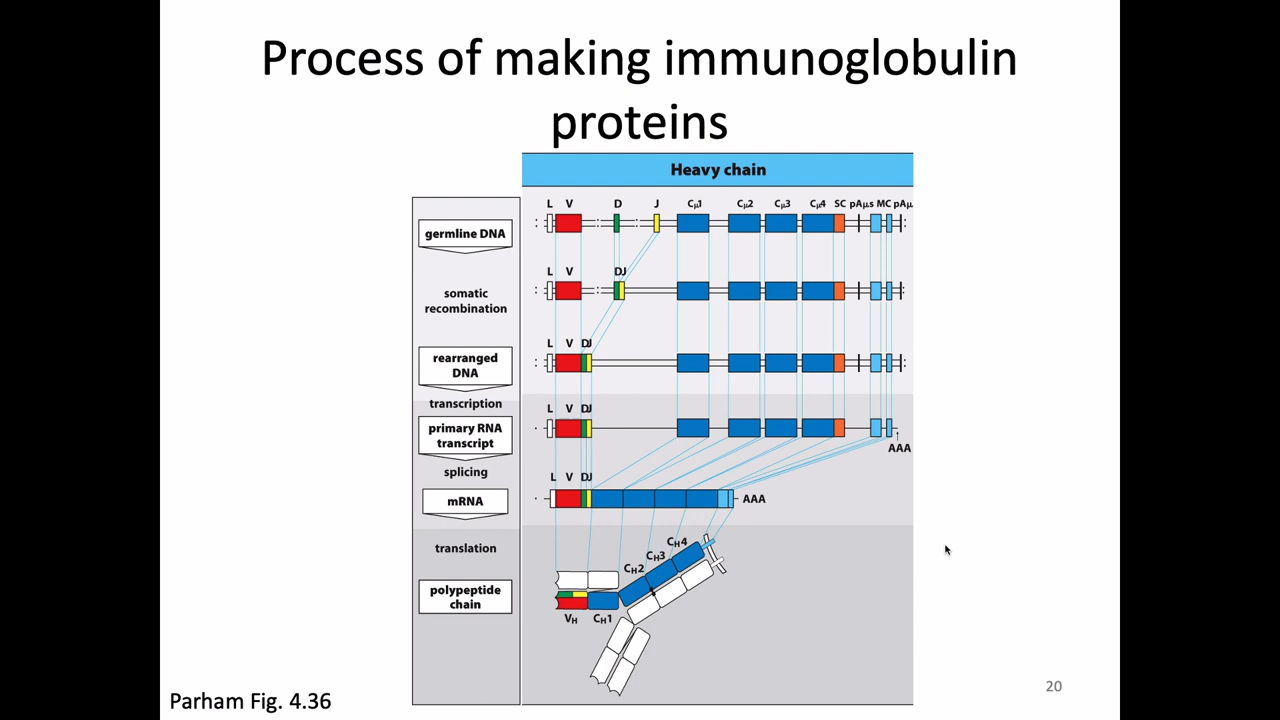 Process of making immunoglobulin
proteins
Heavy chain
L V D J Cμ1 Cμ2 Cμ3 Cμ4 SC pAμs MC pAμ
germline DNA
L V DJ
somatic
recombination
L V DJ
rearranged
DNA
transcription
L V DJ
primary RNA
transcript
AAA
splicing
L V DJ
mRNA
AAA
translation
CH4
CH3
CH2
polypeptide
chain
VH CH1
Parham Fig. 4.36
20